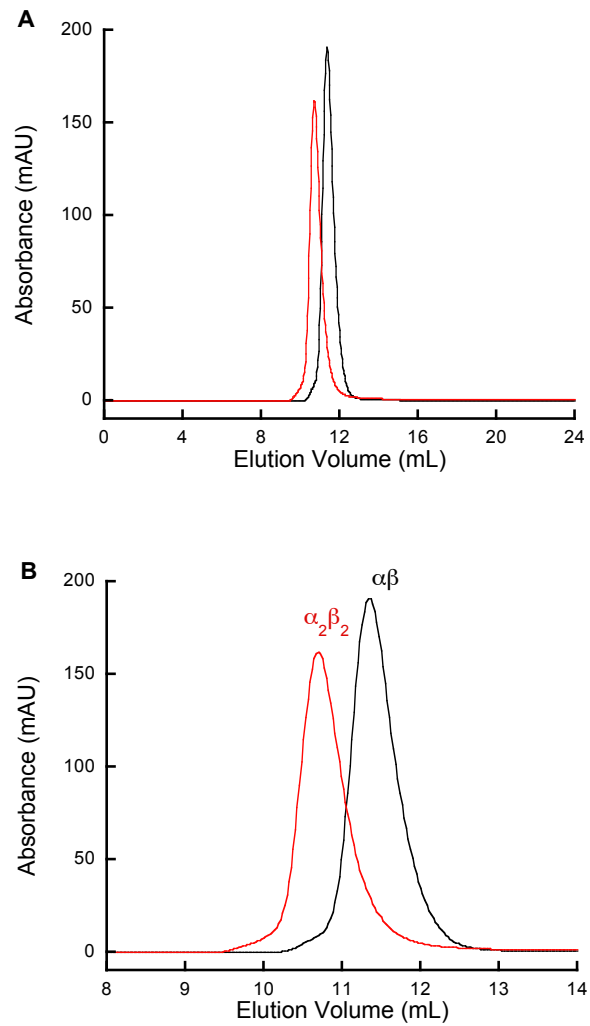 A
200
150
100
50
0
Absorbance (mAU)
0 4 8 12 16 20 24
Elution Volume (mL)
B
αβ
α₂β₂
200
150
100
50
0
Absorbance (mAU)
8 9 10 11 12 13 14
Elution Volume (mL)